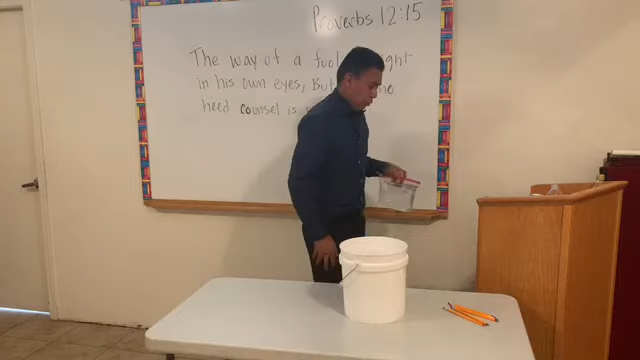 Proverbs 12:15
The way of a fool
in his own eyes, But
heed counsel is